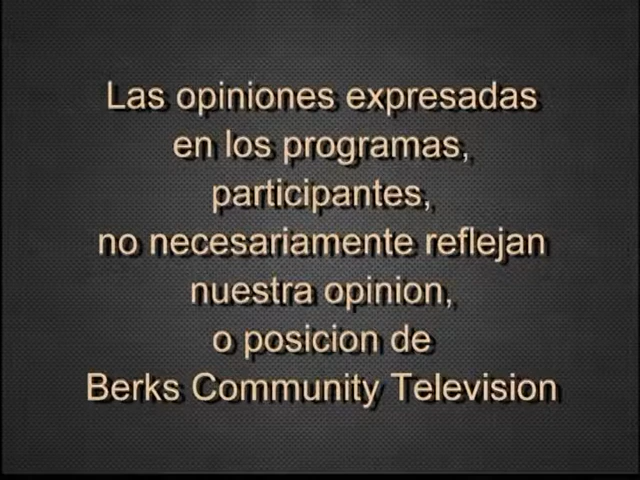 Las opiniones expresadas
en los programas,
participantes,
no necesariamente reflejan
nuestra opinion,
o posicion de
Berks Community Television